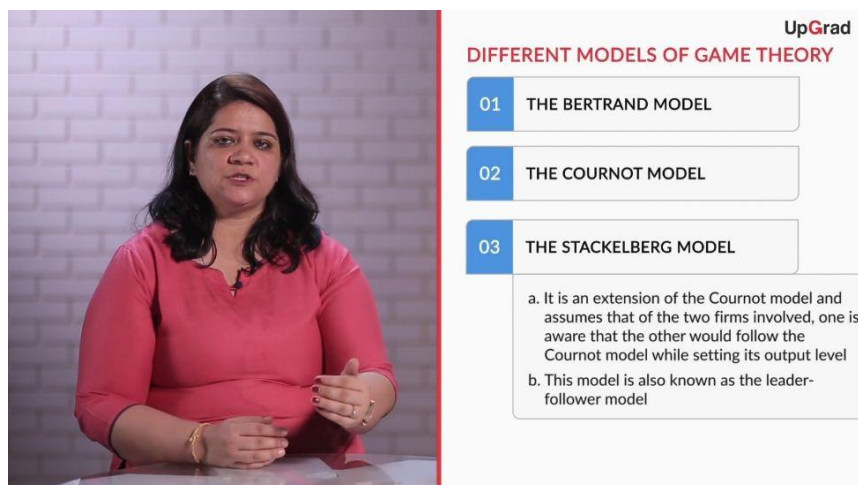 UpGrad
DIFFERENT MODELS OF GAME THEORY
01 THE BERTRAND MODEL
02 THE COURNOT MODEL
03 THE STACKELBERG MODEL
a. It is an extension of the Cournot model and
assumes that of the two firms involved, one is
aware that the other would follow the
Cournot model while setting its output level
b. This model is also known as the leader-
follower model